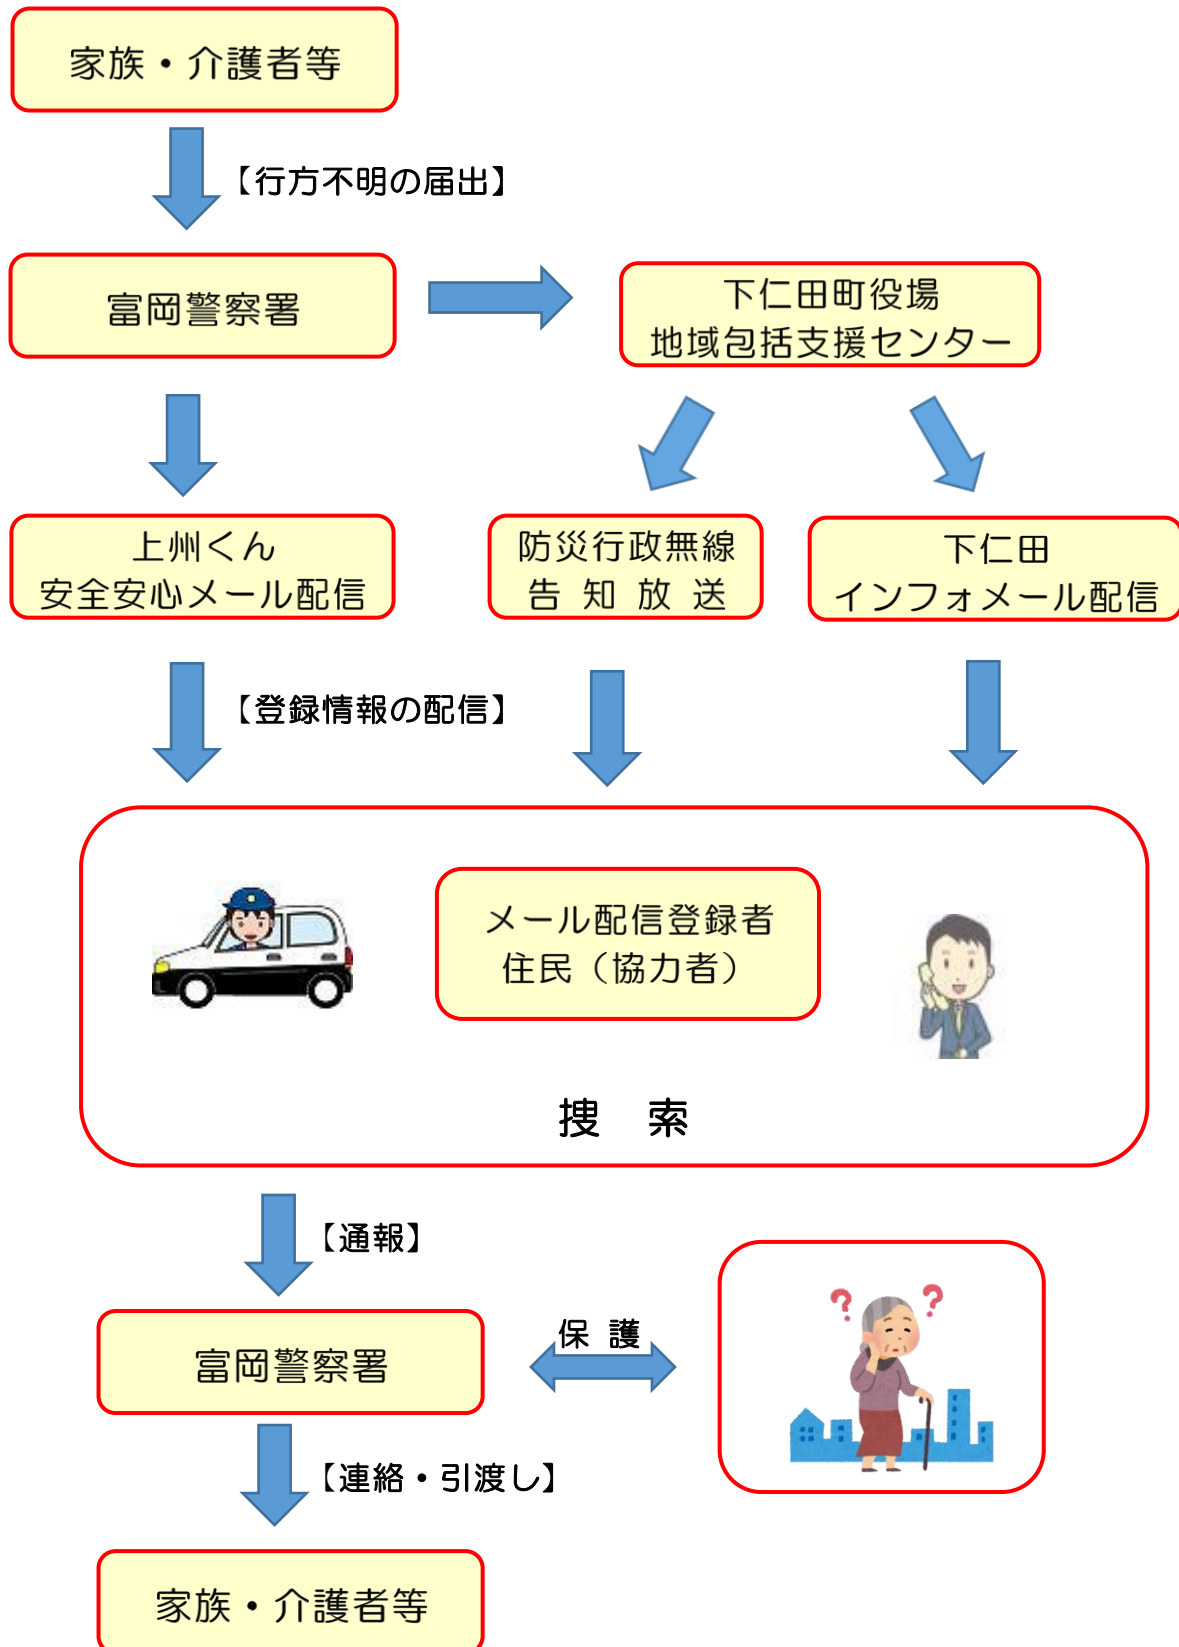 家族・介護者等
【行方不明の届出】
富岡警察署
下仁田町役場
地域包括支援センター
上州くん
安全安心メール配信
防災行政無線
告 知 放 送
下仁田
インフォメール配信
【登録情報の配信】
メール配信登録者
住民（協力者）
捜 索
【通報】
富岡警察署
保 護
【連絡・引渡し】
家族・介護者等